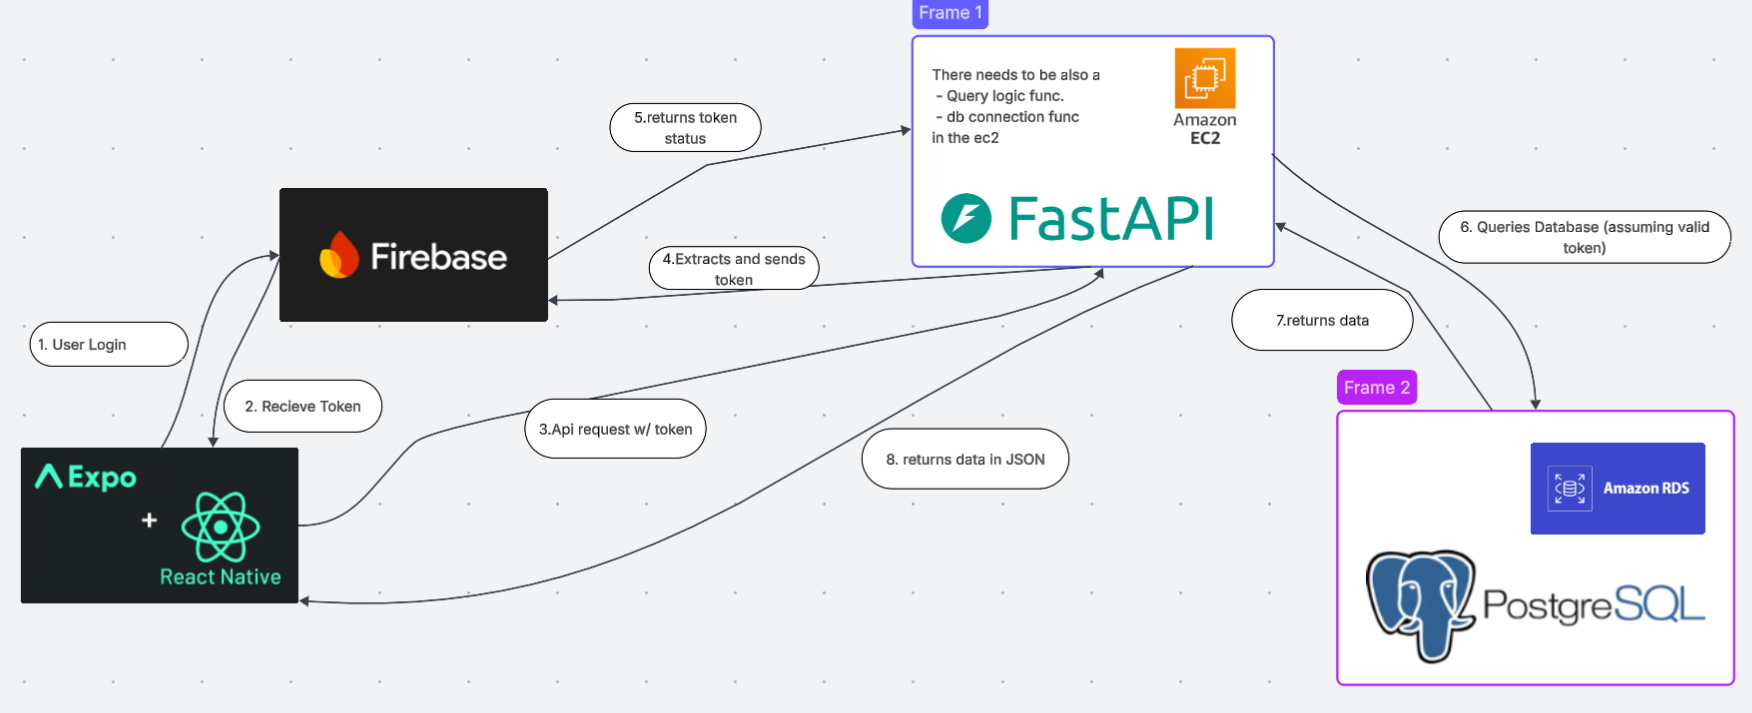 Frame 1
There needs to be also a
- Query logic func.
- db connection func
in the ec2
Amazon
EC2
FastAPI
5.returns token
status
Firebase
4.Extracts and sends
token
6. Queries Database (assuming valid
token)
7.returns data
1. User Login
2. Recieve Token
3.Api request w/ token
8. returns data in JSON
Expo
+
React Native
Frame 2
Amazon RDS
PostgreSQL